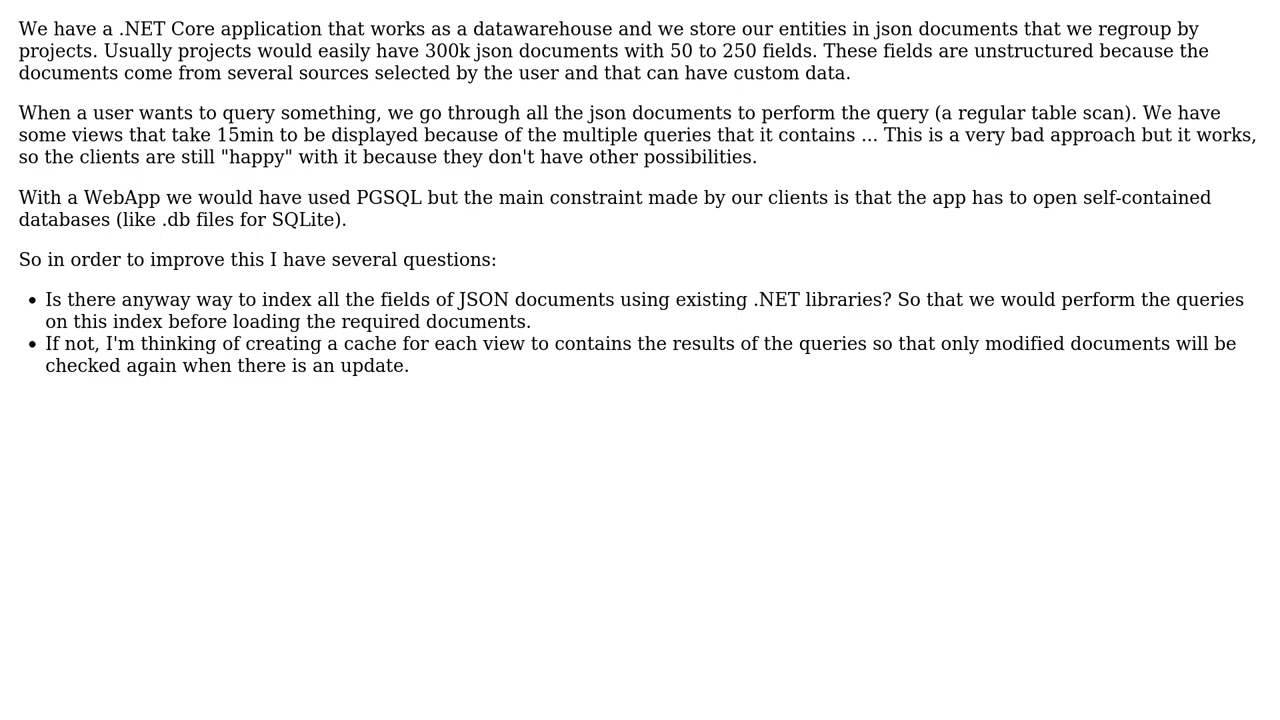 We have a .NET Core application that works as a datawarehouse and we store our entities in json documents that we regroup by
projects. Usually projects would easily have 300k json documents with 50 to 250 fields. These fields are unstructured because the
documents come from several sources selected by the user and that can have custom data.
When a user wants to query something, we go through all the json documents to perform the query (a regular table scan). We have
some views that take 15min to be displayed because of the multiple queries that it contains ... This is a very bad approach but it works,
so the clients are still "happy" with it because they don't have other possibilities.
With a WebApp we would have used PGSQL but the main constraint made by our clients is that the app has to open self-contained
databases (like .db files for SQLite).
So in order to improve this I have several questions:
• Is there anyway way to index all the fields of JSON documents using existing .NET libraries? So that we would perform the queries
on this index before loading the required documents.
• If not, I'm thinking of creating a cache for each view to contains the results of the queries so that only modified documents will be
checked again when there is an update.